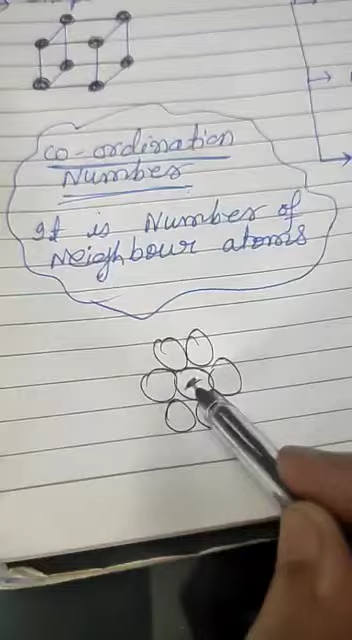 co-ordination
Number
It is Number of
Neighbour atoms